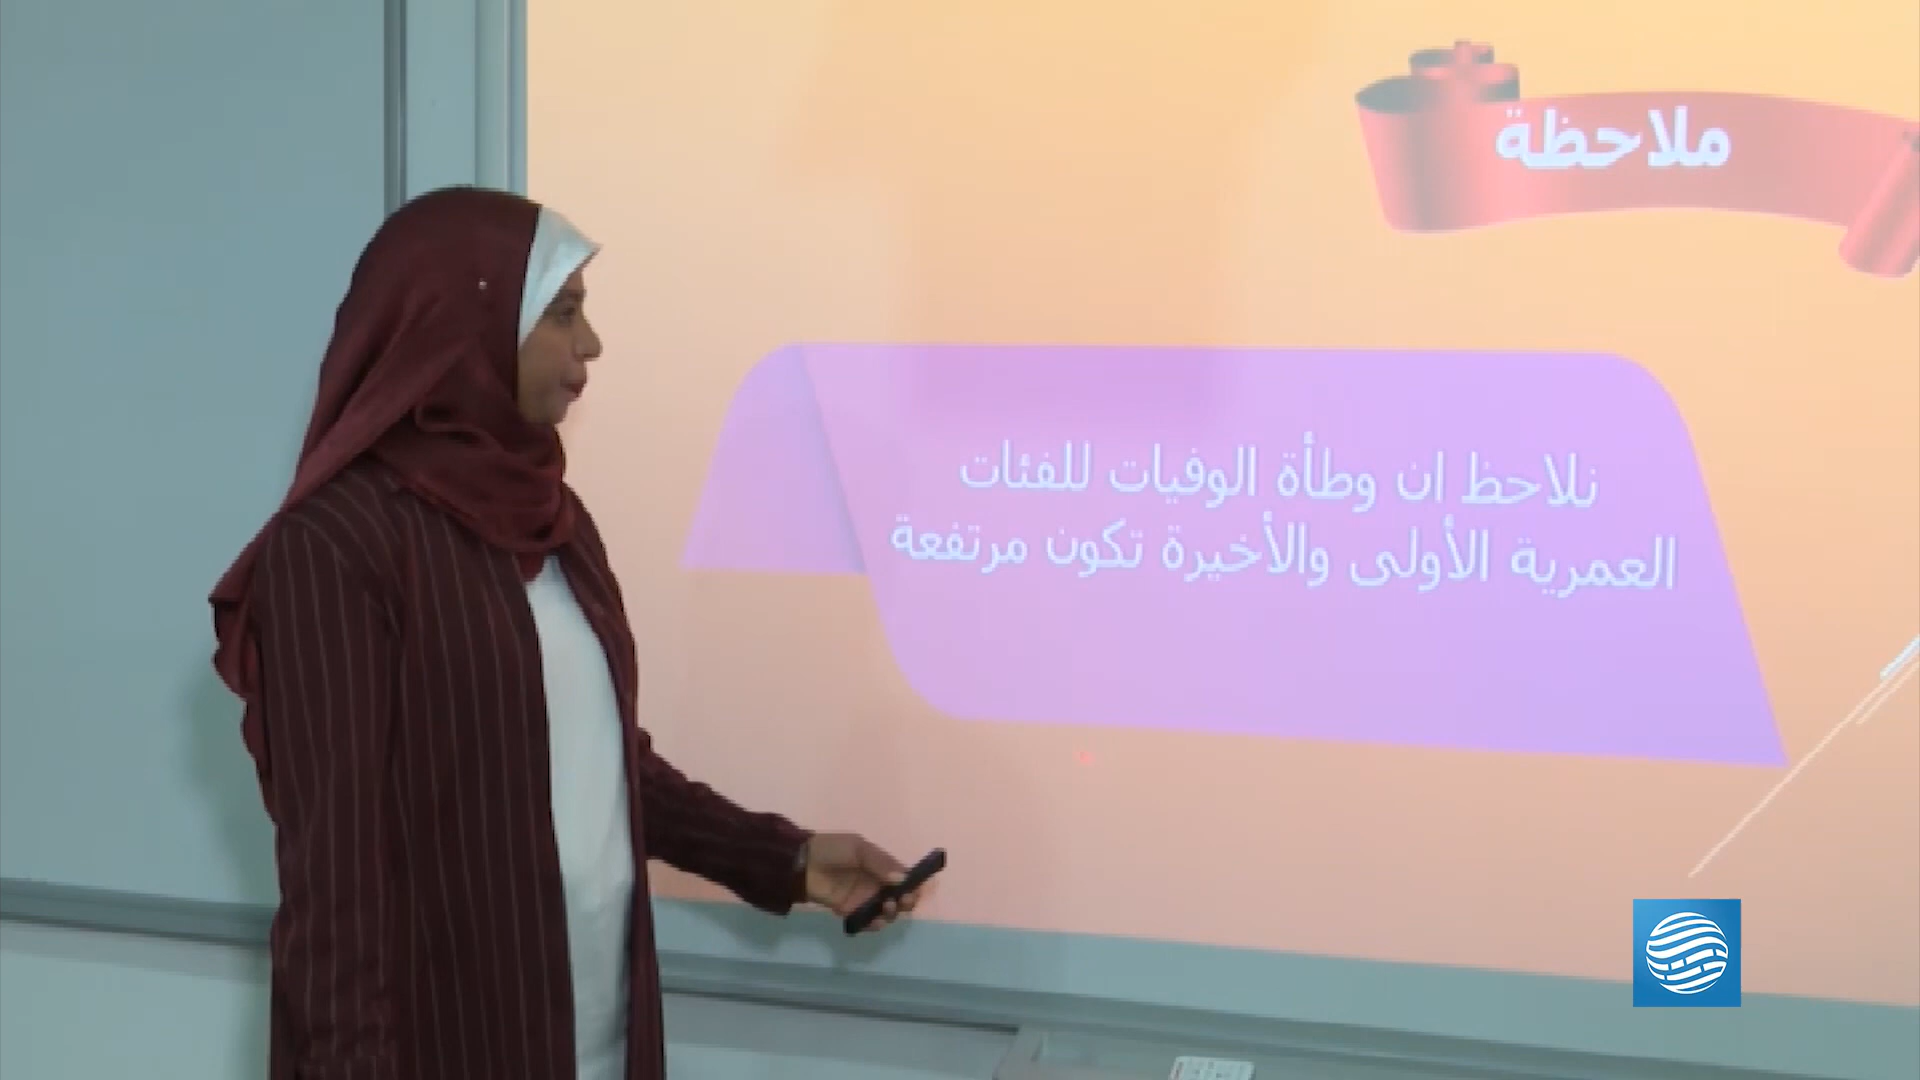 ملاحظة
نلاحظ ان وطأة الوفيات للفئات
العمرية الأولى والأخيرة تكون مرتفعة